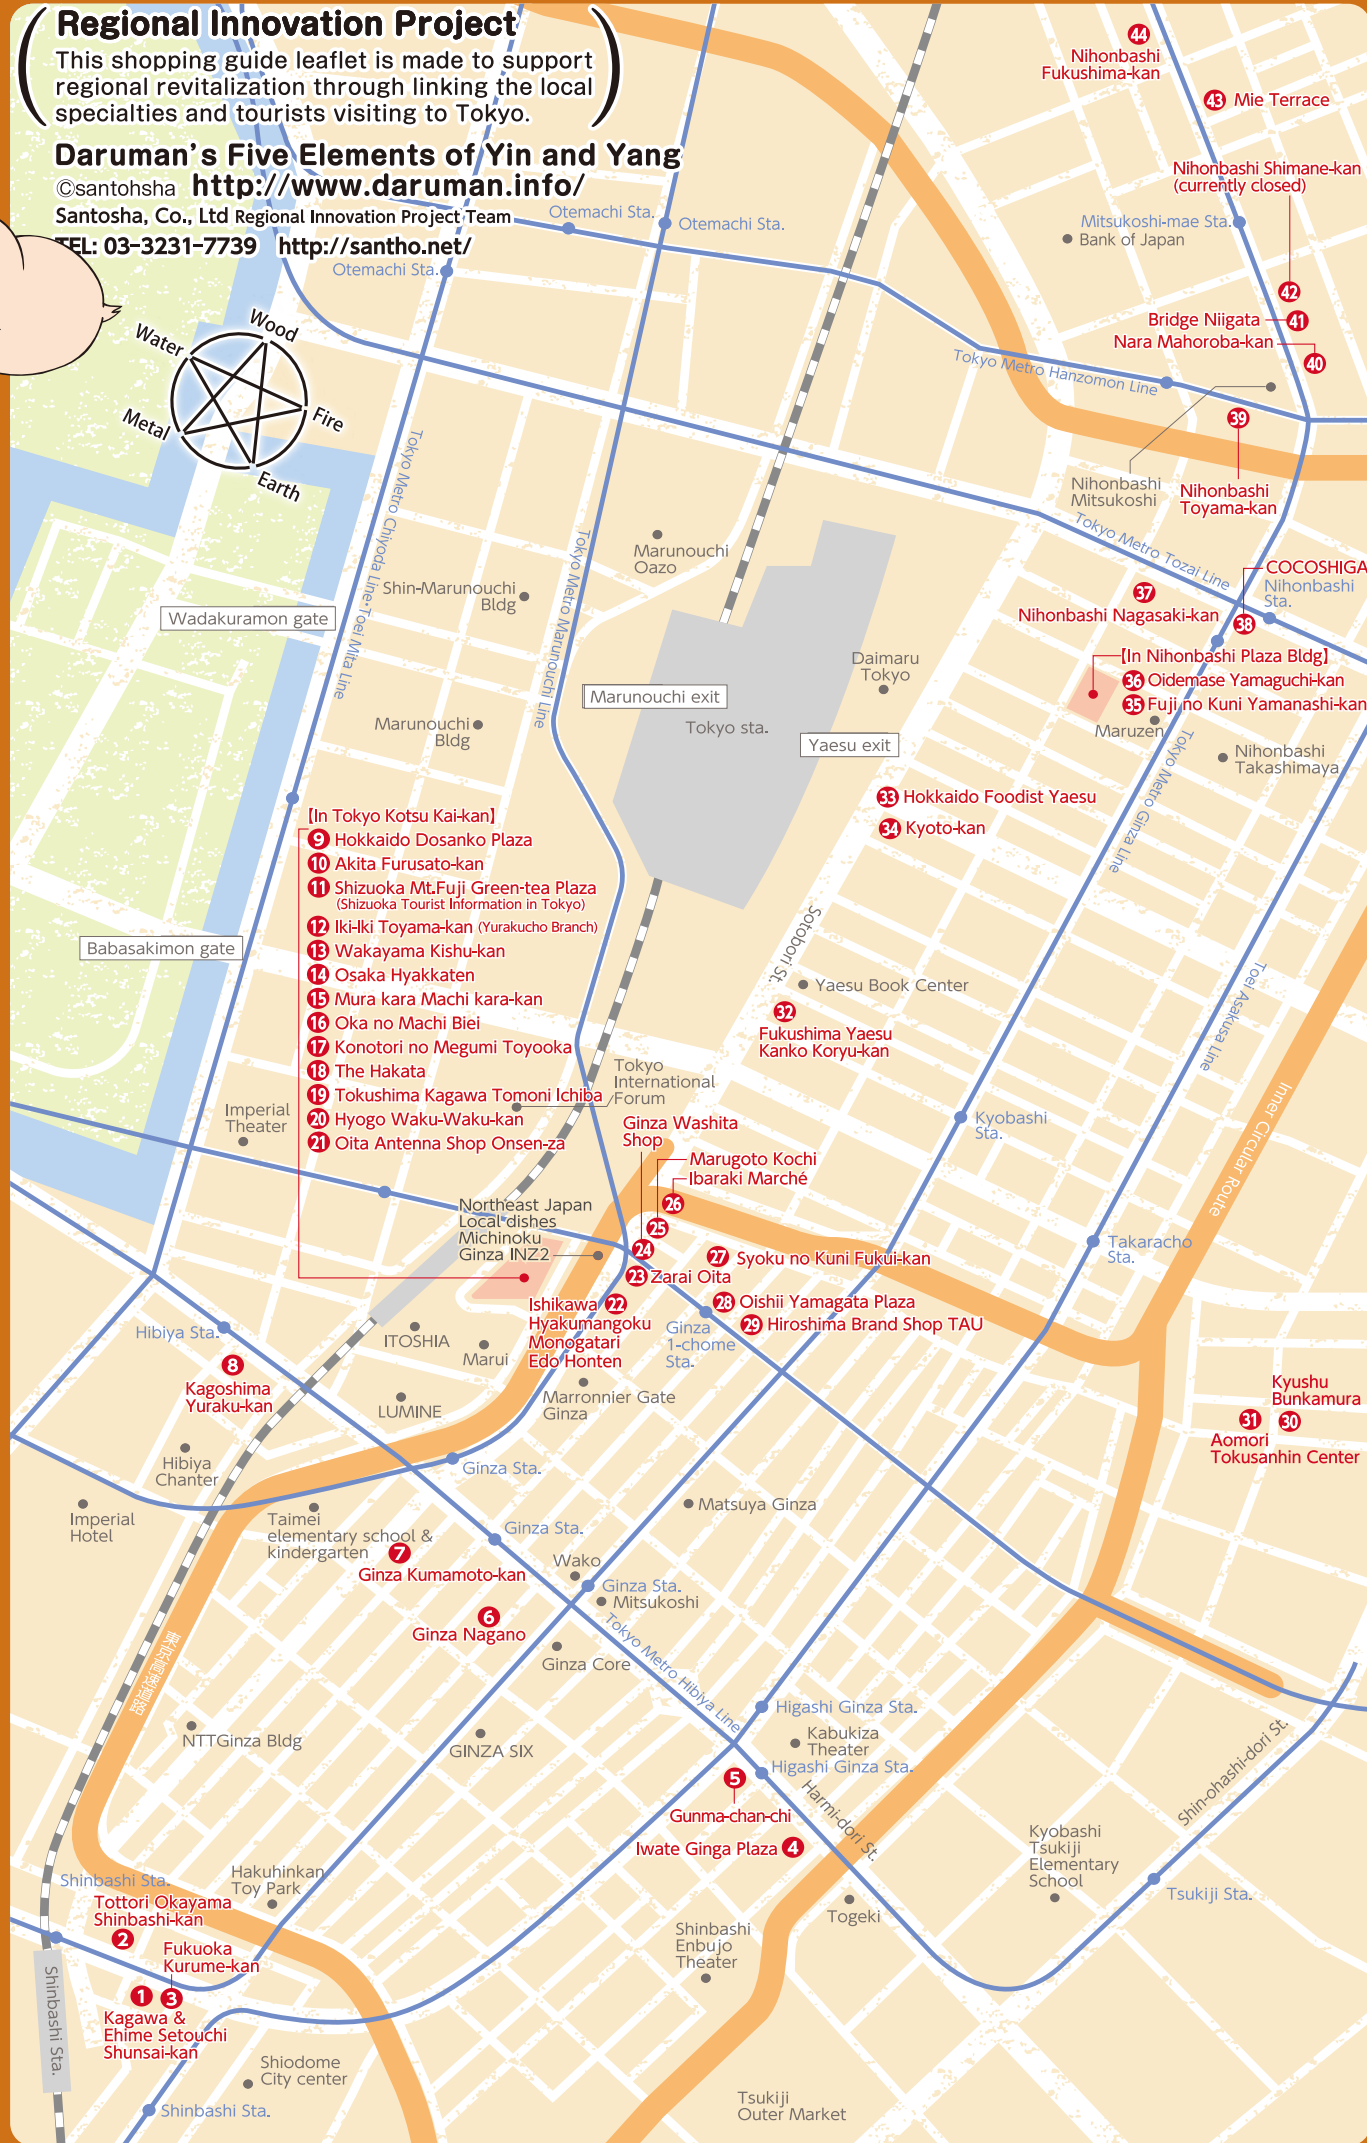 Regional Innovation Project
This shopping guide leaflet is made to support
regional revitalization through linking the local
specialties and tourists visiting to Tokyo.
Daruman's Five Elements of Yin and Yang
©santohsha http://www.daruman.info/
Santosha, Co., Ltd Regional Innovation Project Team
TEL: 03-3231-7739 http://santho.net/
Wood
Water
Fire
Metal
Earth
44
Nihonbashi
Fukushima-kan
43 Mie Terrace
Nihonbashi Shimane-kan
(currently closed)
Mitsukoshi-mae Sta.
Bank of Japan
42
Bridge Niigata 41
Nara Mahoroba-kan
40
Otemachi Sta.
Otemachi Sta.
Otemachi Sta.
Tokyo Metro Hanzomon Line
39
Nihonbashi
Mitsukoshi
Nihonbashi
Toyama-kan
Tokyo Metro Chiyoda Line·Toei Mita Line
Tokyo Metro Marunouchi Line
Tokyo Metro Tozai Line
Marunouchi
Oazo
Shin-Marunouchi
Bldg
Wadakuramon gate
COCOSHIGA
Nihonbashi
Sta.
37
Nihonbashi Nagasaki-kan
38
[In Nihonbashi Plaza Bldg]
36 Oidemase Yamaguchi-kan
35 Fuji no Kuni Yamanashi-kan
Maruzen
Nihonbashi
Takashimaya
Daimaru
Tokyo
Marunouchi exit
Tokyo sta.
Yaesu exit
Marunouchi
Bldg
Tokyo Metro Ginza Line
33 Hokkaido Foodist Yaesu
34 Kyoto-kan
[In Tokyo Kotsu Kai-kan]
9 Hokkaido Dosanko Plaza
10 Akita Furusato-kan
11 Shizuoka Mt.Fuji Green-tea Plaza
(Shizuoka Tourist Information in Tokyo)
12 Iki-Iki Toyama-kan (Yurakucho Branch)
13 Wakayama Kishu-kan
14 Osaka Hyakkaten
15 Mura kara Machi kara-kan
16 Oka no Machi Biei
17 Konotori no Megumi Toyooka
18 The Hakata
19 Tokushima Kagawa Tomoni Ichiba
20 Hyogo Waku-Waku-kan
21 Oita Antenna Shop Onsen-za
Babasakimon gate
Sotobori St.
Yaesu Book Center
32
Fukushima Yaesu
Kanko Koryu-kan
Toei Asakusa Line
Inner Circular Route
Tokyo
International
Forum
Imperial
Theater
Kyobashi
Sta.
Ginza Washita
Shop
Marugoto Kochi
Ibaraki Marché
26
25
24
Northeast Japan
Local dishes
Michinoku
Ginza INZ2
27 Syoku no Kuni Fukui-kan
23 Zarai Oita
Takaracho
Sta.
28 Oishii Yamagata Plaza
29 Hiroshima Brand Shop TAU
Ishikawa 22
Hyakumangoku
Monogatari
Edo Honten
Ginza
1-chome
Sta.
Hibiya Sta.
ITOSHIA
Marui
8
Kagoshima
Yuraku-kan
LUMINE
Marronnier Gate
Ginza
Kyushu
Bunkamura
31 30
Aomori
Tokusanhin Center
Hibiya
Chanter
Ginza Sta.
Imperial
Hotel
Taimei
elementary school &
kindergarten
Matsuya Ginza
Ginza Sta.
7
Ginza Kumamoto-kan
Wako
Ginza Sta.
Mitsukoshi
6
Ginza Nagano
Ginza Core
Tokyo Metro Hibiya Line
東京高速道路
NTTGinza Bldg
GINZA SIX
Higashi Ginza Sta.
Kabukiza
Theater
Higashi Ginza Sta.
5
Gunma-chan-chi
Iwate Ginga Plaza 4
Harmi-dori St.
Shin-ohashi-dori St.
Kyobashi
Tsukiji
Elementary
School
Tsukiji Sta.
Togeki
Shinbashi
Enbujo
Theater
Hakuhinkan
Toy Park
Shinbashi Sta.
Tottori Okayama
Shinbashi-kan
2
Fukuoka
Kurume-kan
1 3
Kagawa &
Ehime Setouchi
Shunsai-kan
Shinbashi Sta.
Shiodome
City center
Shinbashi Sta.
Tsukiji
Outer Market